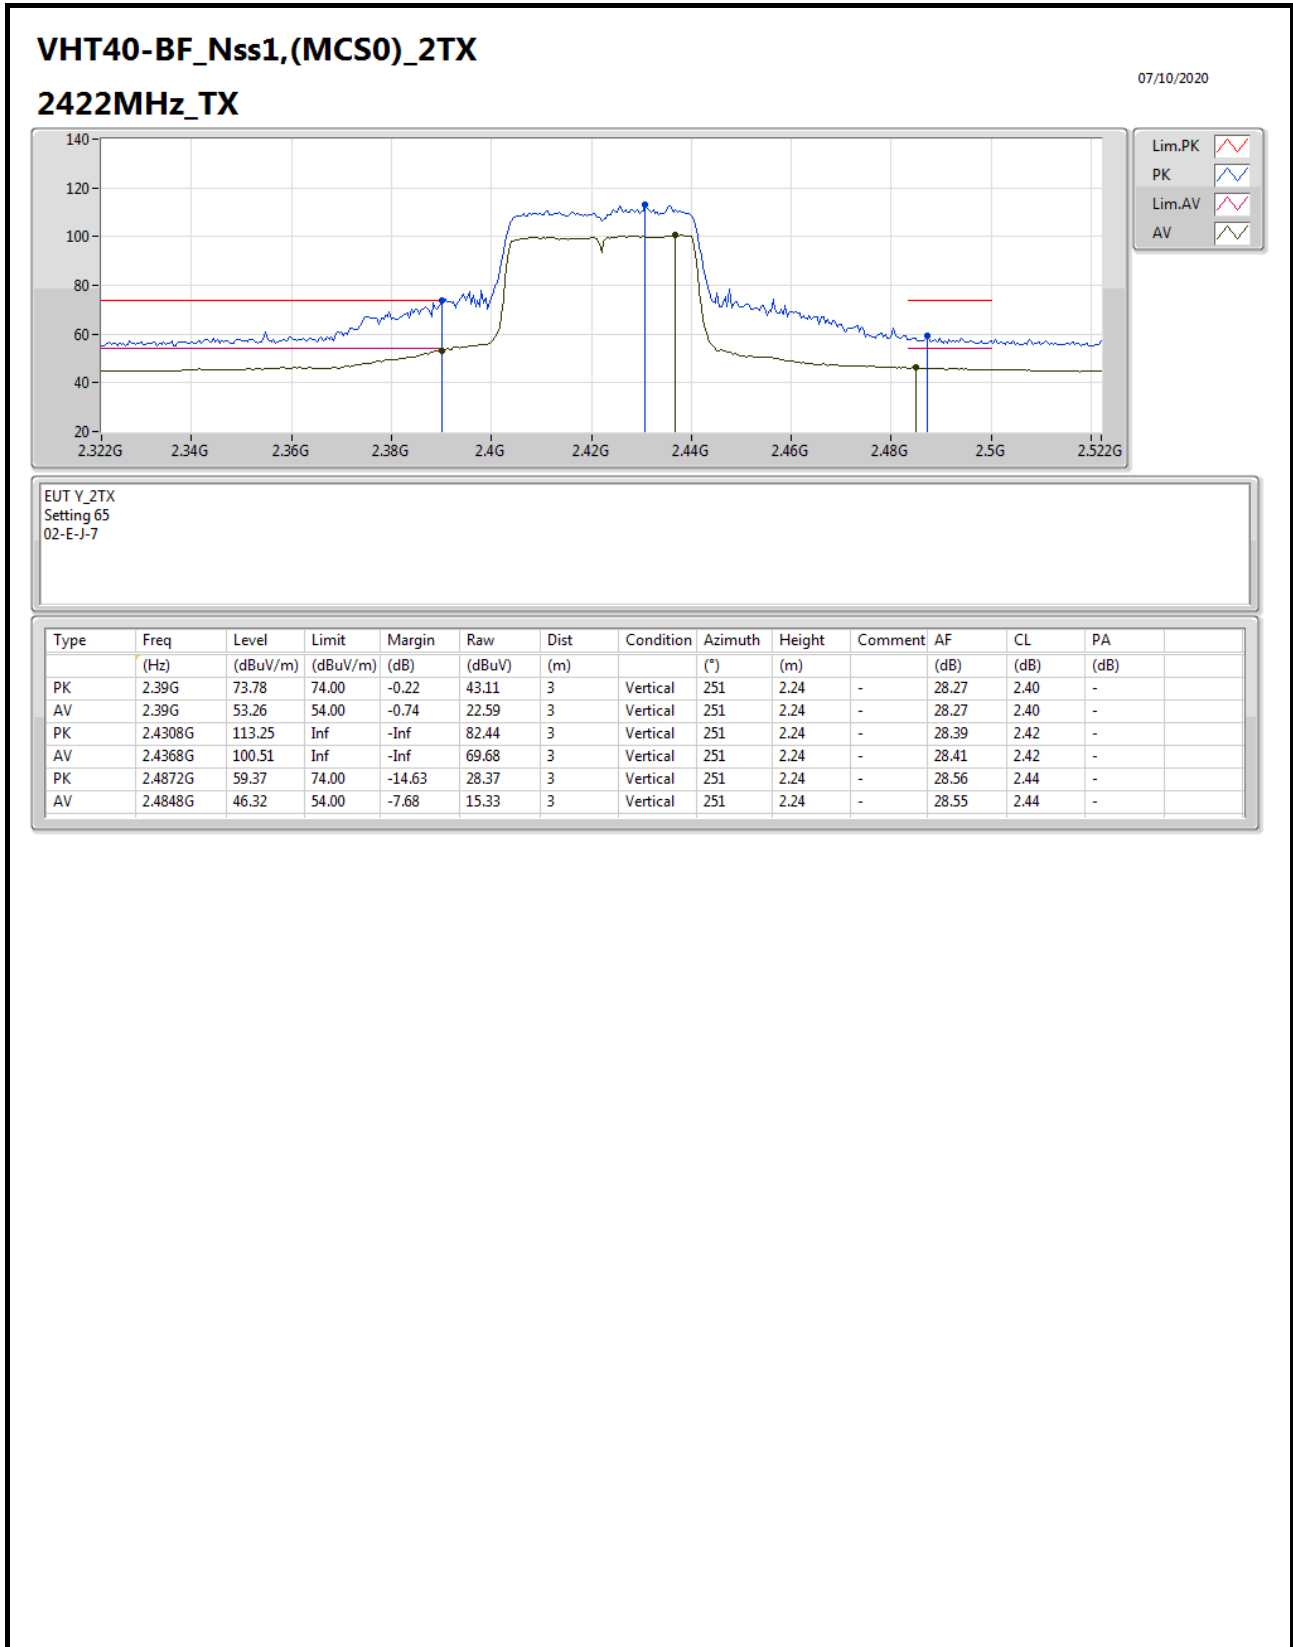 VHT40-BF_Nss1,(MCS0)_2TX
07/10/2020
2422MHz_TX
140
120
100
80
60
40
20
2.322G 2.34G 2.36G 2.38G 2.4G 2.42G 2.44G 2.46G 2.48G 2.5G 2.522G
Lim.PK
PK
Lim.AV
AV
EUT Y_2TX
Setting 65
02-E-J-7
Type Freq Level Limit Margin Raw Dist Condition Azimuth Height Comment AF CL PA
(Hz) (dBuV/m) (dBuV/m) (dB) (dBuV) (m) (°) (m) (dB) (dB) (dB)
PK 2.39G 73.78 74.00 -0.22 43.11 3 Vertical 251 2.24 - 28.27 2.40 -
AV 2.39G 53.26 54.00 -0.74 22.59 3 Vertical 251 2.24 - 28.27 2.40 -
PK 2.4308G 113.25 Inf -Inf 82.44 3 Vertical 251 2.24 - 28.39 2.42 -
AV 2.4368G 100.51 Inf -Inf 69.68 3 Vertical 251 2.24 - 28.41 2.42 -
PK 2.4872G 59.37 74.00 -14.63 28.37 3 Vertical 251 2.24 - 28.56 2.44 -
AV 2.4848G 46.32 54.00 -7.68 15.33 3 Vertical 251 2.24 - 28.55 2.44 -